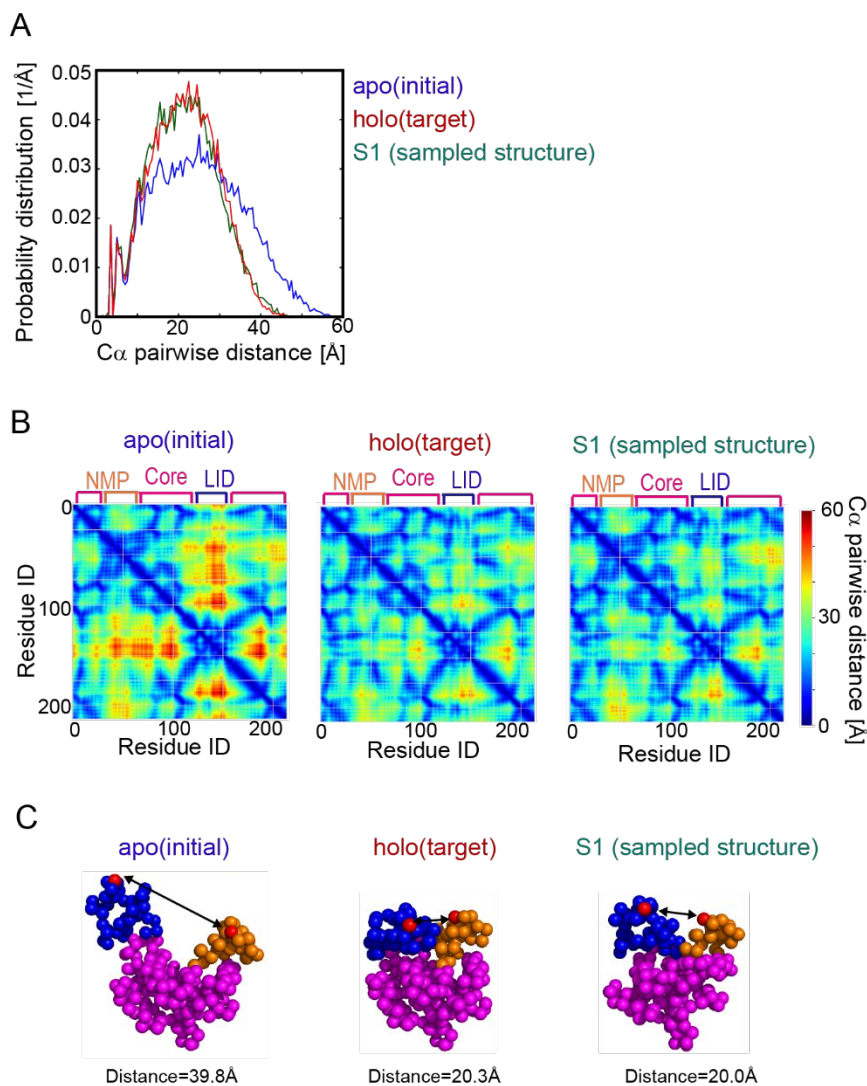 A
Probability distribution [1/Å]
0.05
0.04
0.03
0.02
0.01
0
0 20 40 60
Cα pairwise distance [Å]
apo(initial)
holo(target)
S1 (sampled structure)
B
apo(initial) holo(target) S1 (sampled structure)
NMP Core LID NMP Core LID NMP Core LID
0
100
200
Residue ID
0 100 200 0 100 200 0 100 200
Residue ID Residue ID Residue ID
60
30
0
Cα pairwise distance [Å]
C
apo(initial) holo(target) S1 (sampled structure)
Distance=39.8Å Distance=20.3Å Distance=20.0Å